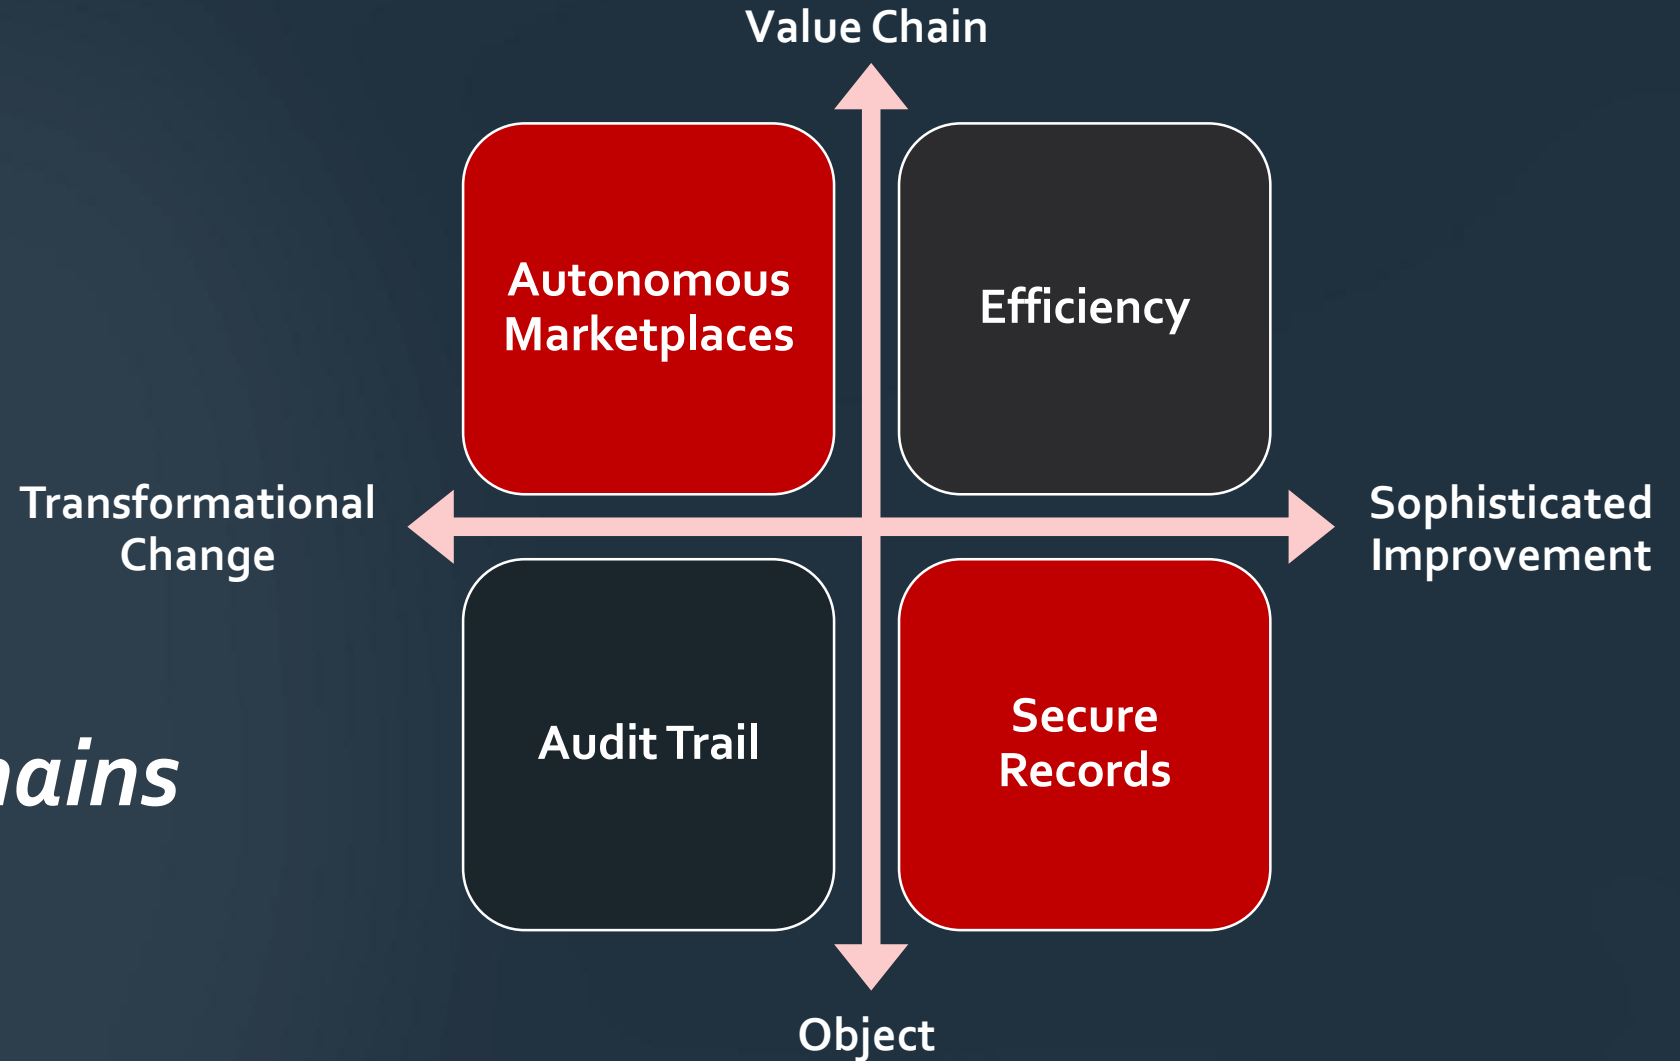 Value Chain
Autonomous
Marketplaces
Efficiency
Transformational
Change
Sophisticated
Improvement
Audit Trail
Secure
Records
Object